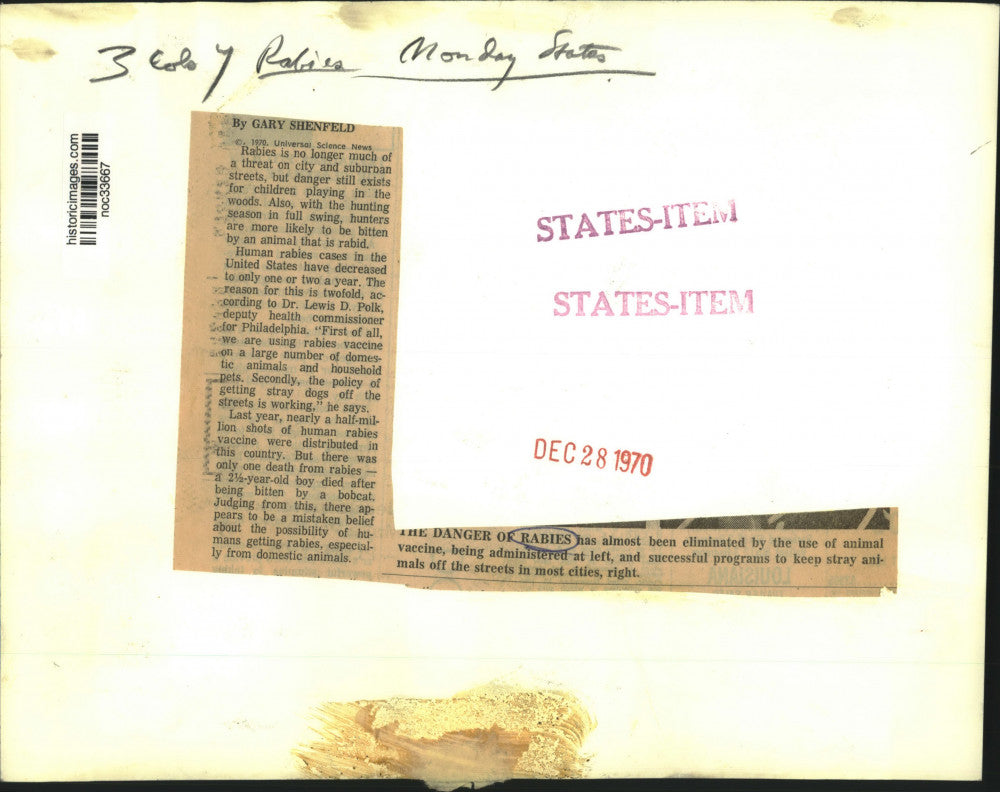 3 cols Y Rabies Monday States
historicimages.com
noc33667
By GARY SHENFELD
©, 1970, Universal Science News
Rabies is no longer much of
a threat on city and suburban
streets, but danger still exists
for children playing in the
woods. Also, with the hunting
season in full swing, hunters
are more likely to be bitten
by an animal that is rabid.
Human rabies cases in the
United States have decreased
to only one or two a year. The
reason for this is twofold, ac-
cording to Dr. Lewis D. Polk,
deputy health commissioner
for Philadelphia. "First of all,
we are using rabies vaccine
on a large number of domes-
tic animals and household
pets. Secondly, the policy of
getting stray dogs off the
streets is working," he says.
Last year, nearly a half-mil-
lion shots of human rabies
vaccine were distributed in
this country. But there was
only one death from rabies —
a 2½-year-old boy died after
being bitten by a bobcat.
Judging from this, there ap-
pears to be a mistaken belief
about the possibility of hu-
mans getting rabies, especial-
ly from domestic animals.
STATES-ITEM
STATES-ITEM
DEC 28 1970
THE DANGER OF RABIES has almost been eliminated by the use of animal
vaccine, being administered at left, and successful programs to keep stray ani-
mals off the streets in most cities, right.